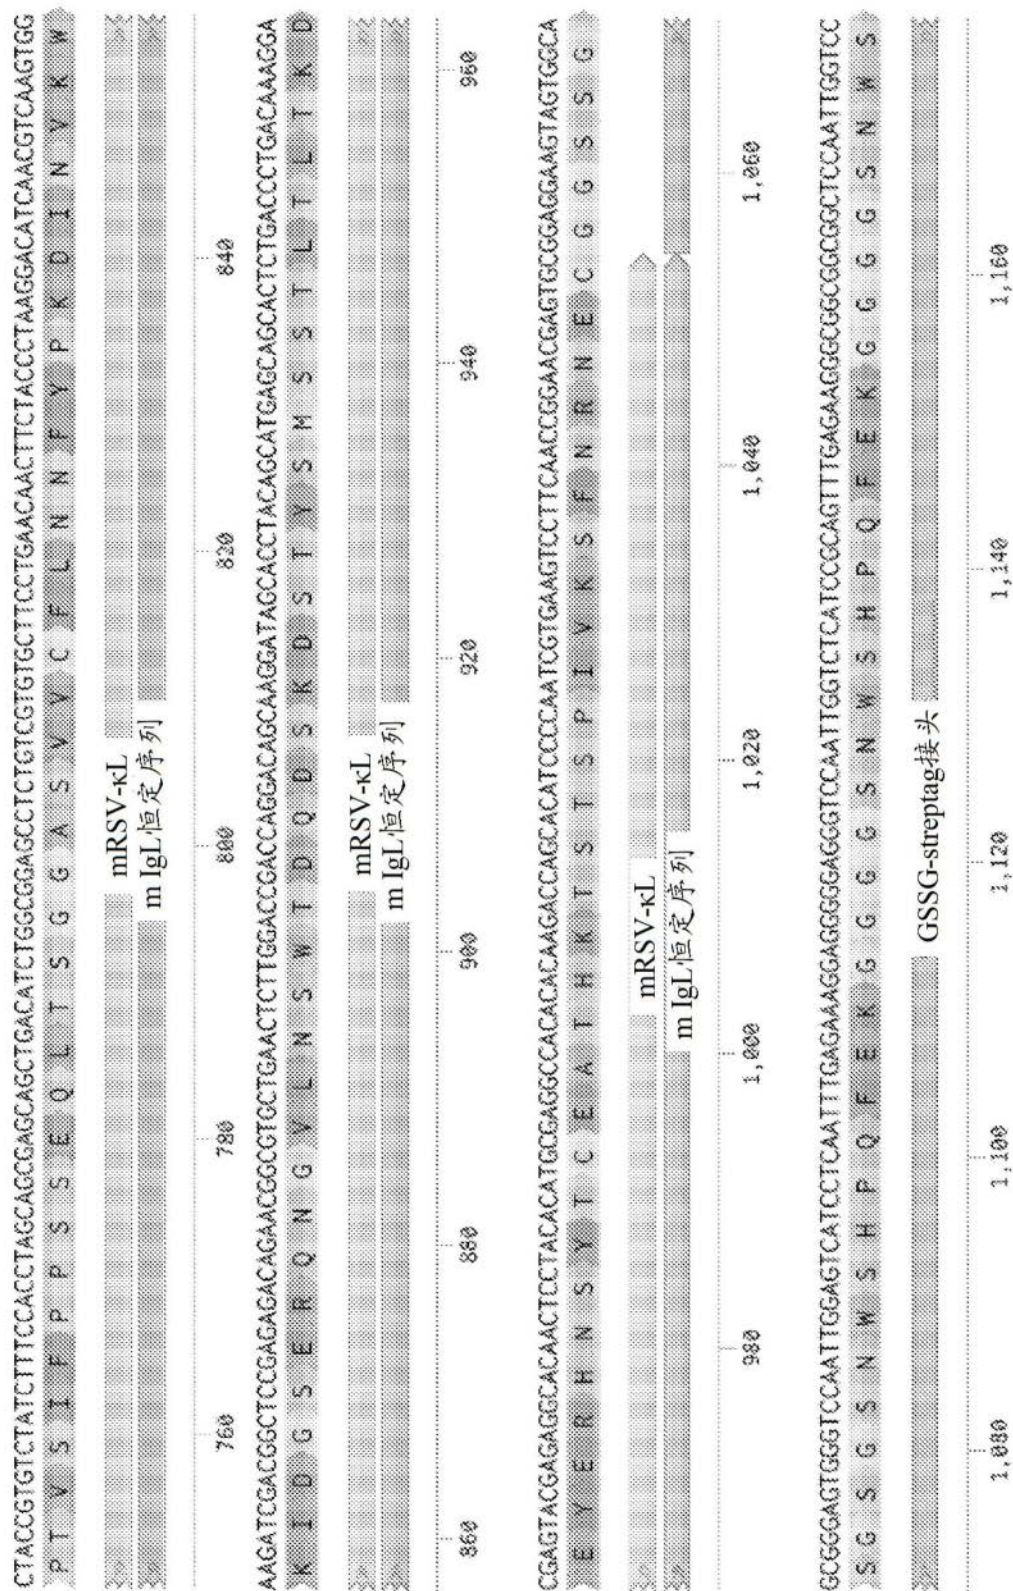 CTACCGTGTCTATCTTTCCACCTAGCAGCGAGCAGCTGACATCTGGCGGAGCCTCTGTCGTGTGCTTCCTGAACAACTTCTACCCTAAGGACATCAACGTCAAGTGG
P T V S I F P P S S E Q L T S G G A S V V C F L N N F Y P K D I N V K W
mRSV-κL
m IgL恒定序列
760 780 800 820 840
AAGATCGACGGCTCCGAGAGACAGAACGGCGTGCTGAACTCTTGGACCGACCAGGACAGCAAGGATAGCACCTACAGCATGAGCAGCACTCTGACCCTGACAAAGGA
K I D G S E R Q N G V L N S W T D Q D S K D S T Y S M S S T L T L T K D
mRSV-κL
m IgL恒定序列
860 880 900 920 940 960
CGAGTACGAGAGGCACAACTCCTACACATGCGAGGCCACACACAAGACCAGCACATCCCCAATCGTGAAGTCCTTCAACCGGAACGAGTGCGGAGGAAGTAGTGGCA
E Y E R H N S Y T C E A T H K T S T S P I V K S F N R N E C G G S S G
mRSV-κL
m IgL恒定序列
980 1,000 1,020 1,040 1,060
GCGGGAGTGGGTCCAATTGGAGTCATCCTCAATTTGAGAAAGGAGGGGGAGGGTCCAATTGGTCTCATCCGCAGTTTGAGAAGGGCGGCGGCGGCTCCAATTGGTCC
S G S G S N W S H P Q F E K G G G G S N W S H P Q F E K G G G G S N W S
GSSG-streptag接头
1,080 1,100 1,120 1,140 1,160